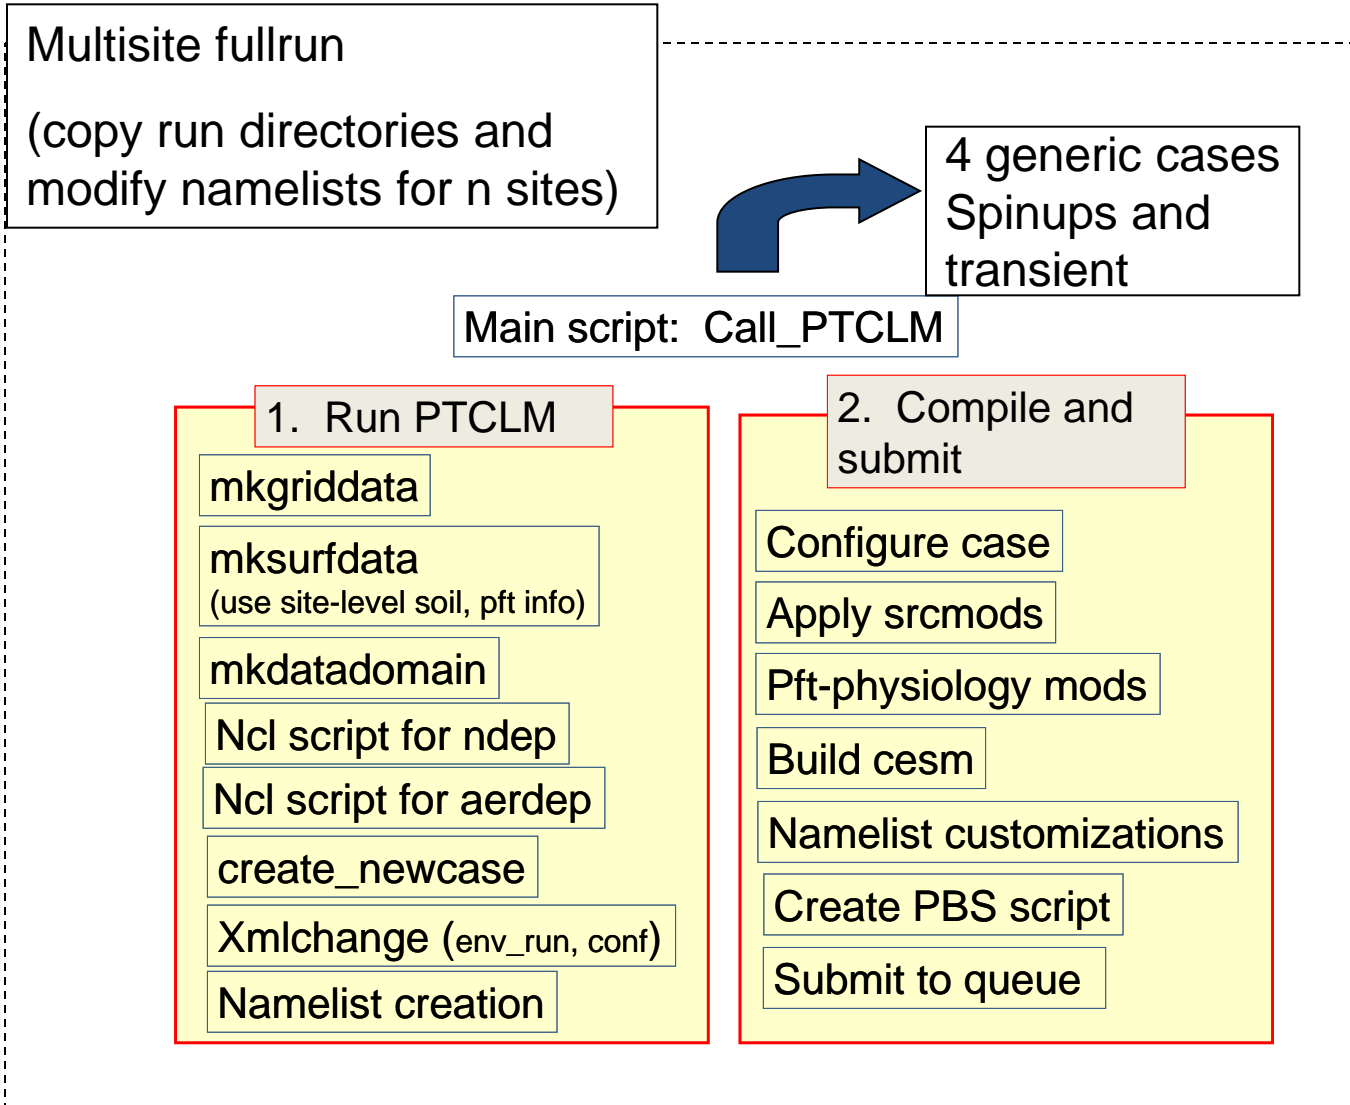 Multisite fullrun
(copy run directories and
modify namelists for n sites)
4 generic cases
Spinups and
transient
Main script:  Call_PTCLM
1.  Run PTCLM
mkgriddata
mksurfdata
(use site-level soil, pft info)
mkdatadomain
Ncl script for ndep
Ncl script for aerdep
create_newcase
Xmlchange (env_run, conf)
Namelist creation
2.  Compile and
submit
Configure case
Apply srcmods
Pft-physiology mods
Build cesm
Namelist customizations
Create PBS script
Submit to queue